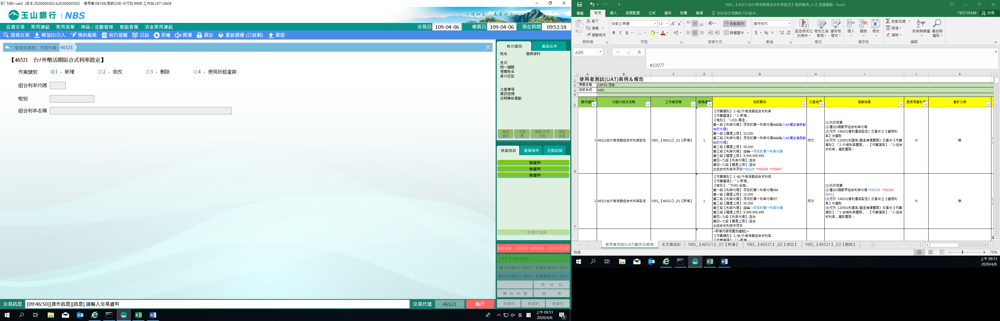 NBS-uat2 (版本:2020040302.b2020040302) 使用者:08104(測試239) 分行別:9908 工作站:L9712A04
玉山銀行 | NBS
心清如玉，義重如山。
自選交易 常用連結 常用表單 商品 / 活動管理 智能客服 消金常用連結 交易日 109-04-06 帳務日 109-04-06 現在時間 09:51:18
搜尋交易 帳號ID引入 預約服務 蒞行提醒 日誌 授權 廣播 鎖定 重啟週邊 (已啟動) 簽退
管理性業務 內部作業 46521
【46521 台/外幣活期組合式利率設定】
作業類別 1 - 新增 2 - 修改 3 - 刪除 4 - 使用狀態查詢
組合利率代碼
幣別
組合利率名稱
身分識別 產品往來
姓名 查無資料
生日
統一編號
理專姓名
身分註記
注意事項
簡訊密碼
近期事故異動
顧客資訊 手續費 通路/共同行銷 顧客影像
推薦商品 重要事件 互動記錄
無資料
無資料
無資料
一般轉介登錄
服務號碼： 0000 等候時間： 00分00秒
ＶＩＰ:0人 00分
個人交易:0人 00分 企業交易:0人 00分
開戶/申請:0人 00分 外匯業務:0人 00分
再 呼 叫
預 約 叫 號 結 束
無資料 無資料 無資料
交易訊息 [09:46:50][操作訊息][訊息] 請輸入交易資料 交易代號 46521 執行
英 上午 09:51
2020/4/6
3
NBS_【46521台外幣活期組合式利率設定】測試案例_v1.0_測資盤點 - Excel
檔案 常用 插入 版面配置 公式 資料 校閱 檢視 告訴我您想要執行的動作... TEST19189 共用
貼上 剪下 複製 複製格式
微軟正黑體 12
自動換列 跨欄置中
通用格式
設定格式化的條件 格式化為表格 儲存格樣式
插入 刪除 格式
自動加總 填滿 清除 排序與篩選 尋找與選取
剪貼簿 字型 對齊方式 數值 樣式 儲存格 編輯
AB6
#10977
A B C D G H I J K
1 使用者測試(UAT)案例＆報告
2 專案名稱： CBP03 存款
3 測試系統： NBS
4
5 案例編號 功能代號及名稱 工作表名稱 情境編號 測試案例 交易結果 預期結果 是否有會計帳 會計分錄
6
1 46521台外幣活期組合式利率設定 NBS_【46521】_01【新增】 1
【作業類別】:1-台/外幣活期組合式利率
【作業選項】:「1-新增」
【幣別】:「USD-美金」
第一段【利率代碼】:存在的單一利率代碼A01輸入AS欄主機自動給的代碼1
第一段【額度上限】:10,000
第二段【利率代碼】:存在的單一利率代碼A02輸入AS欄主機自動給的代碼2
第二段【額度上限】:50,000
第三段【利率代碼】:空白→存在的單一利率代碼
第三段【額度上限】:9,999,999,999
第四~九段【利率代碼】:空白
第四~九段【額度上限】:空白
此組合式利率未存在**00229 **00294 **00407
成功
(1)列印短單
(2)產出5碼數字組合利率代碼
(3)可於《46532優利產品設定》交易中之【適用利率】中選取
(4)可於《20901利匯率/黃金牌價查詢》交易中【作業類別】:「2-外幣利率查詢」，【作業項目】:「2-組合式利率」選取查詢。
N 無
7
2 46521台外幣活期組合式利率設定 NBS_【46521】_01【新增】 1
【作業類別】:1-台/外幣活期組合式利率
【作業選項】:「1-新增」
【幣別】:「TWD-台幣」
第一段【利率代碼】:存在的單一利率代碼466
第一段【額度上限】:10,000
第二段【利率代碼】:存在的單一利率代碼!97
第二段【額度上限】:50,000
第三段【利率代碼】:空白→存在的單一利率代碼
第三段【額度上限】:9,999,999,999
第四~九段【利率代碼】:空白
第四~九段【額度上限】:空白
此組合式利率未存在
成功
(1)列印短單
(2)產出5碼數字組合利率代碼 **00239 **00295
00412
(3)可於《46532優利產品設定》交易中之【適用利率】中選取
(4)可於《20901利匯率/黃金牌價查詢》交易中【作業類別】:「1-台幣利率查詢」，【作業項目】:「3-組合式利率」選取查詢。
N 無
<新增內容同案例編號1>
【作業類別】:1-台/外幣活期組合式利率
【作業選項】:「1-新增」
使用者測試(UAT)案例＆報告 本交易統計 NBS_【46521】_01【新增】 NBS_【46521】_02【修改】 NBS_【46521】_03【刪除】
就緒 70%
上午 09:51
2020/4/6